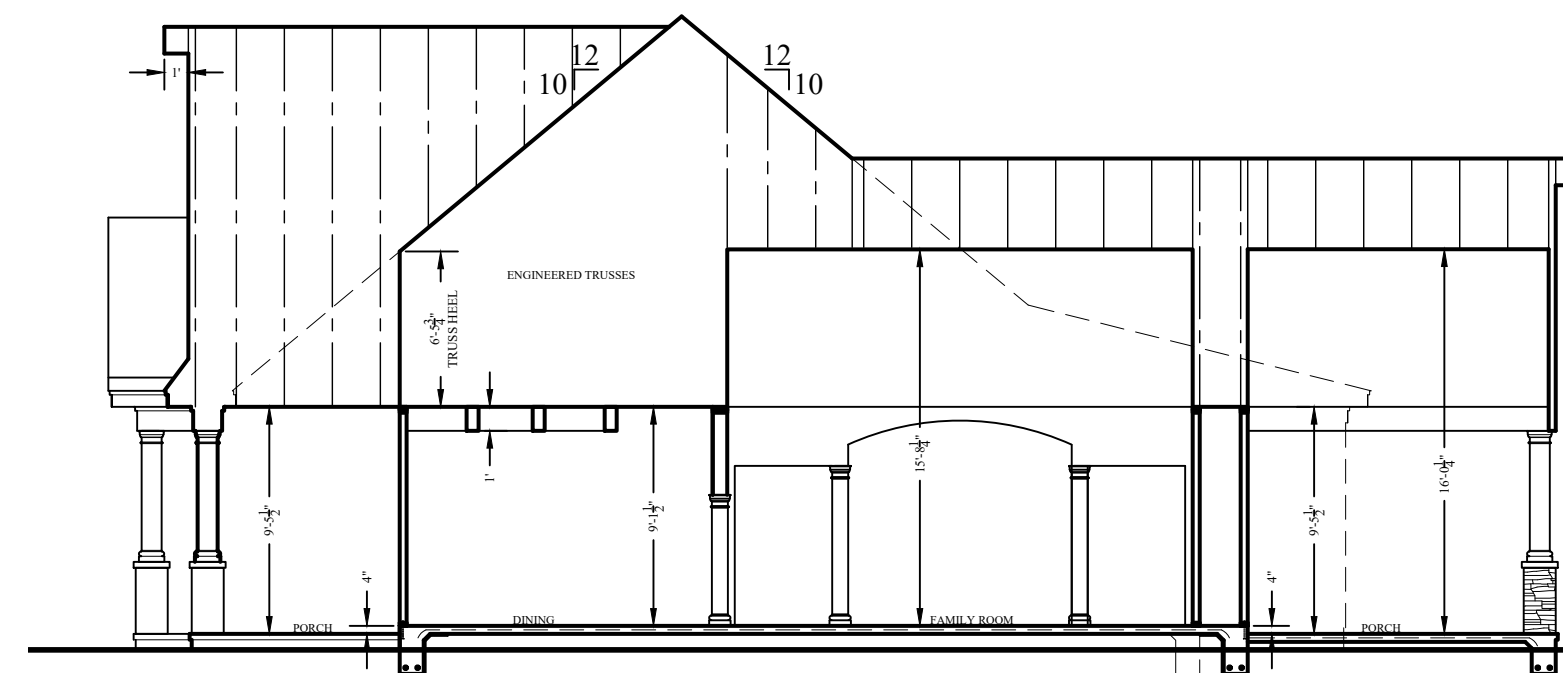 12
10
12
10
1'
ENGINEERED TRUSSES
6'-5 3/4"
TRUSS HEEL
1'
9'-5 1/2"
9'-1 1/2"
15'-8 1/4"
9'-5 1/2"
16'-0 1/4"
4"
4"
PORCH
DINING
FAMILY ROOM
PORCH